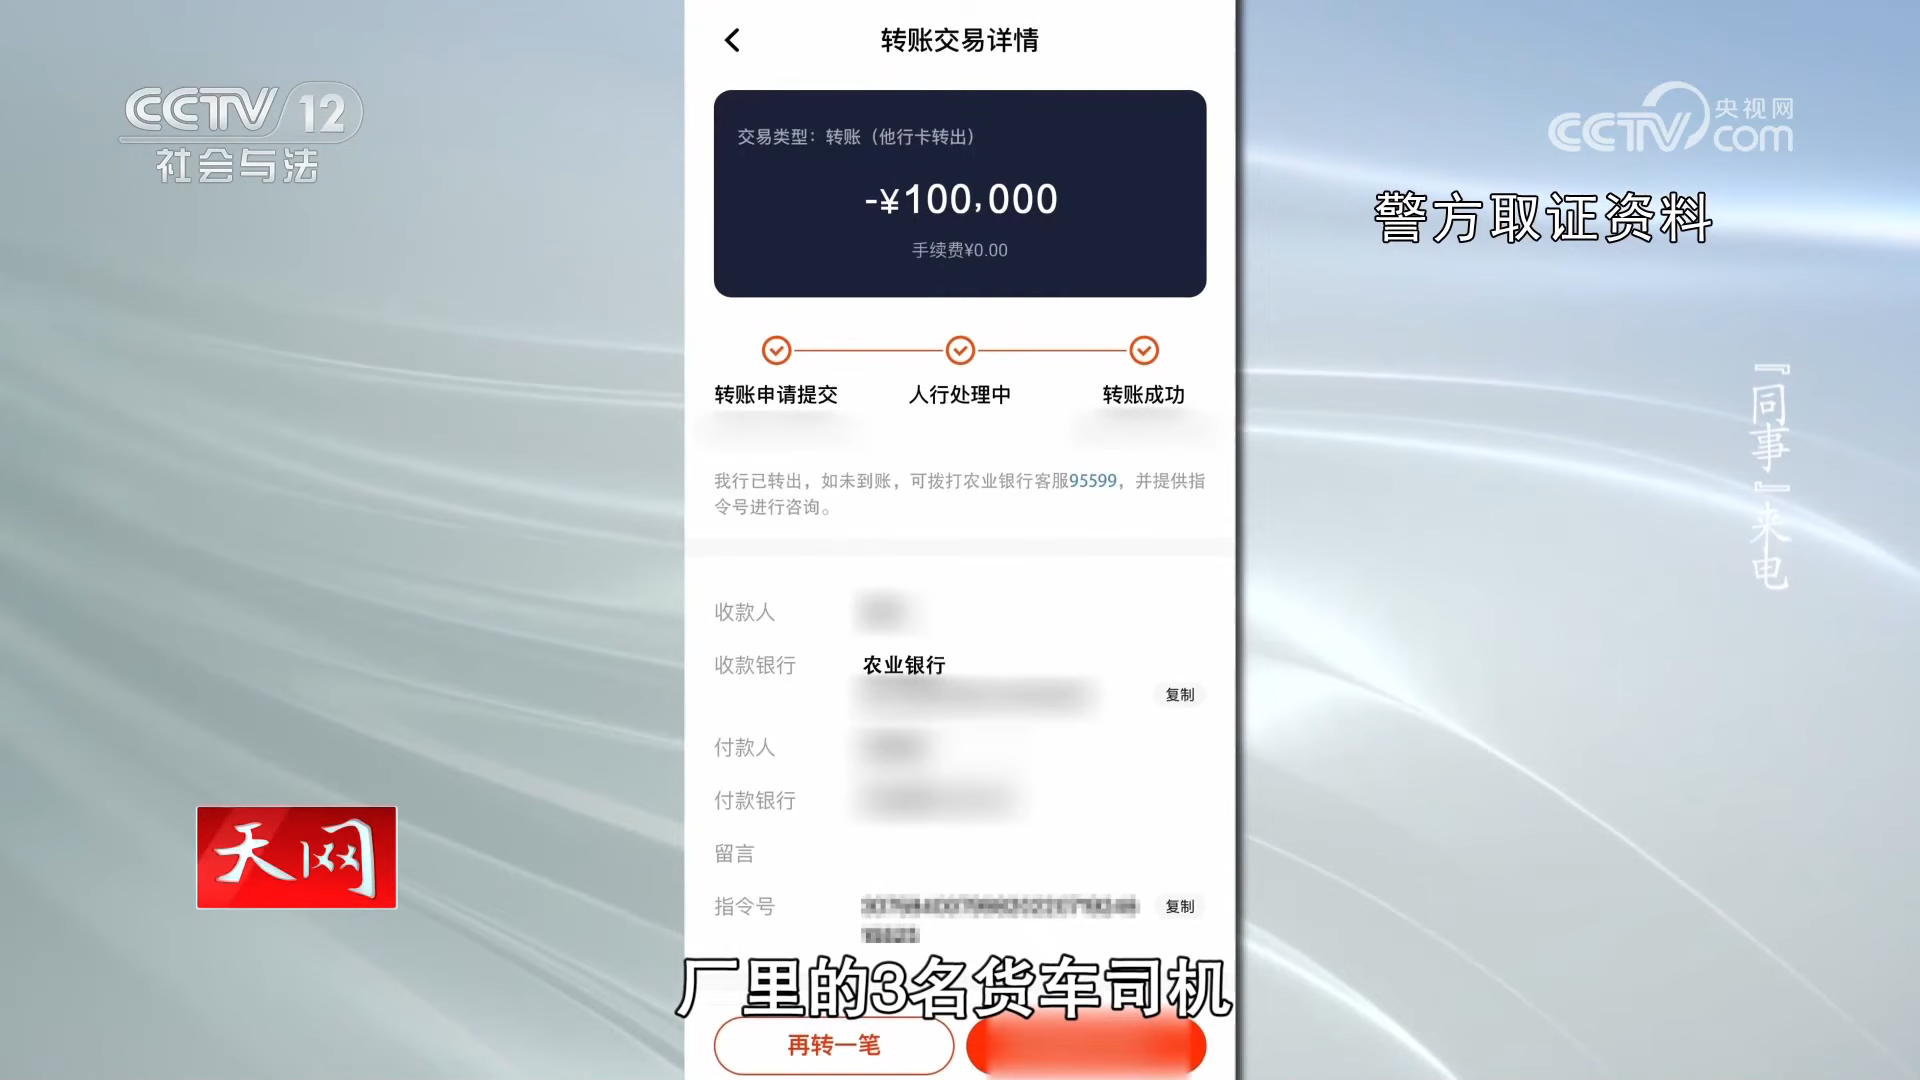 转账交易详情
CCTV 12
社会与法
央视网
CCTV com
交易类型：转账（他行卡转出）
-¥100,000
手续费¥0.00
警方取证资料
转账申请提交
人行处理中
转账成功
『同事』来电
我行已转出，如未到账，可拨打农业银行客服95599，并提供指
令号进行咨询。
收款人
收款银行 农业银行
复制
付款人
付款银行
留言
天网
指令号
复制
厂里的3名货车司机
再转一笔